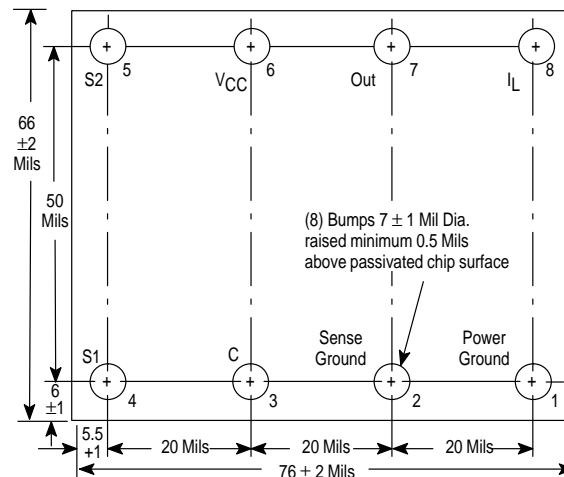 5
6
7
8
S2
VCC
Out
IL
66
±2
Mils
50
Mils
(8) Bumps 7 ± 1 Mil Dia.
raised minimum 0.5 Mils
above passivated chip surface
S1
C
Sense
Ground
Power
Ground
6
±1
4
3
2
1
5.5
+1
20 Mils
20 Mils
20 Mils
76 ± 2 Mils